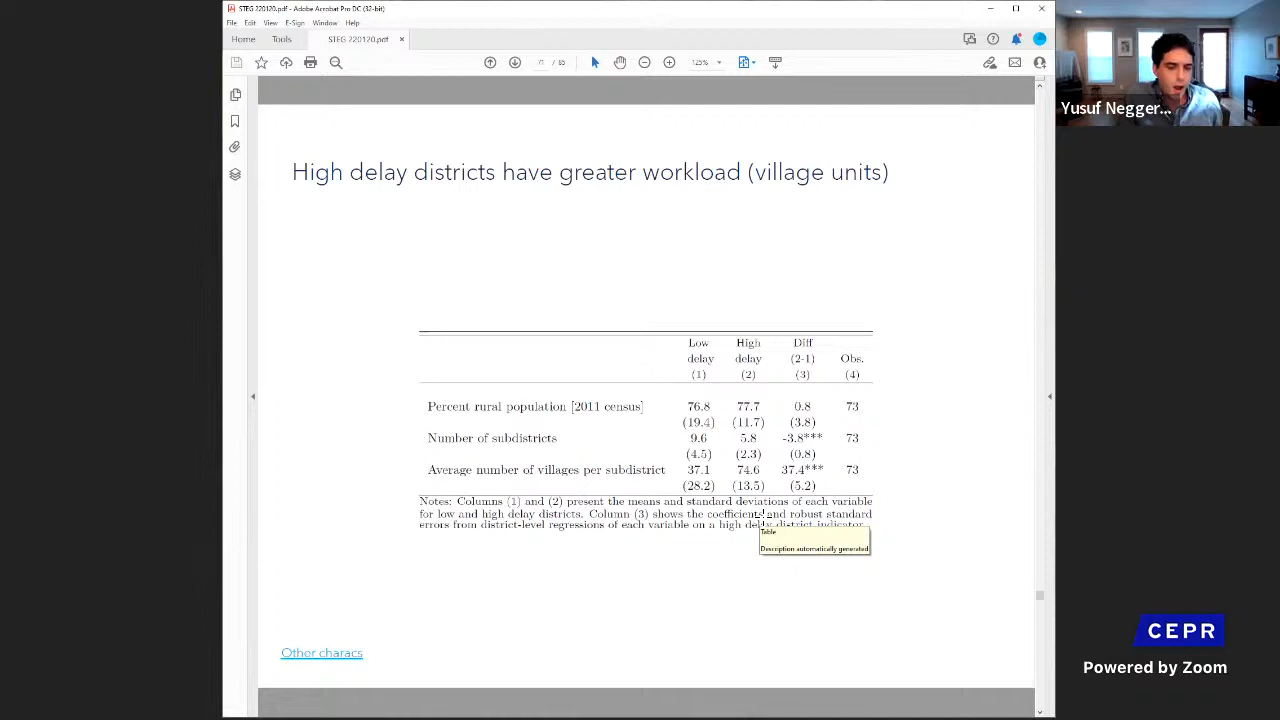 STEG 220120.pdf - Adobe Acrobat Pro DC (32-bit)
File Edit View E-Sign Window Help
Home Tools STEG 220120.pdf ×
71 / 85 125%
Yusuf Negger...
High delay districts have greater workload (village units)
Low High Diff
delay delay (2-1) Obs.
(1) (2) (3) (4)
Percent rural population [2011 census] 76.8 77.7 0.8 73
(19.4) (11.7) (3.8)
Number of subdistricts 9.6 5.8 -3.8*** 73
(4.5) (2.3) (0.8)
Average number of villages per subdistrict 37.1 74.6 37.4*** 73
(28.2) (13.5) (5.2)
Notes: Columns (1) and (2) present the means and standard deviations of each variable
for low and high delay districts. Column (3) shows the coefficients and robust standard
errors from district-level regressions of each variable on a high delay district indicator.
Table
Description automatically generated
Other characs
CEPR
Powered by Zoom